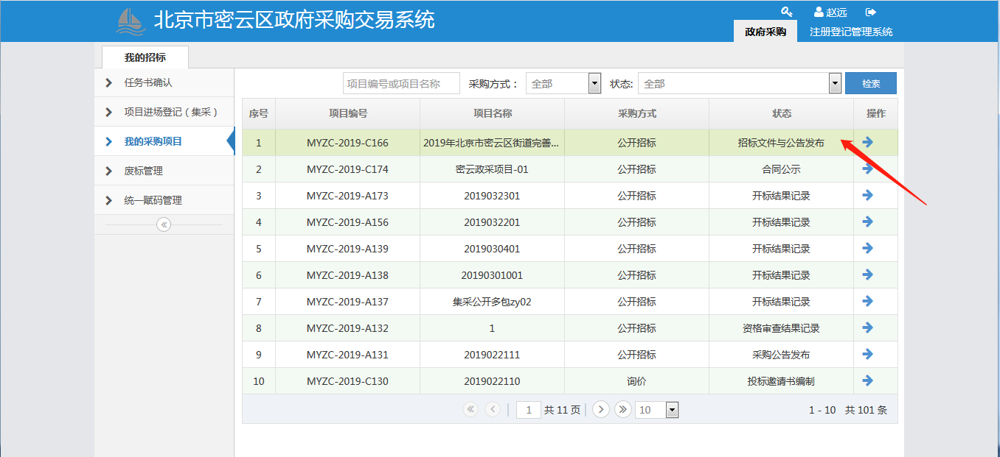 北京市密云区政府采购交易系统
赵远
政府采购 注册登记管理系统
我的招标
任务书确认
项目进场登记（集采）
我的采购项目
废标管理
统一赋码管理
项目编号或项目名称 采购方式： 全部 状态: 全部 检索
序号 项目编号 项目名称 采购方式 状态 操作
1 MYZC-2019-C166 2019年北京市密云区街道完善... 公开招标 招标文件与公告发布
2 MYZC-2019-C174 密云政采项目-01 公开招标 合同公示
3 MYZC-2019-A173 2019032301 公开招标 开标结果记录
4 MYZC-2019-A156 2019032201 公开招标 开标结果记录
5 MYZC-2019-A139 2019030401 公开招标 开标结果记录
6 MYZC-2019-A138 20190301001 公开招标 开标结果记录
7 MYZC-2019-A137 集采公开多包zy02 公开招标 开标结果记录
8 MYZC-2019-A132 1 公开招标 资格审查结果记录
9 MYZC-2019-A131 2019022111 公开招标 采购公告发布
10 MYZC-2019-C130 2019022110 询价 投标邀请书编制
1 共 11 页 10 1 - 10 共 101 条